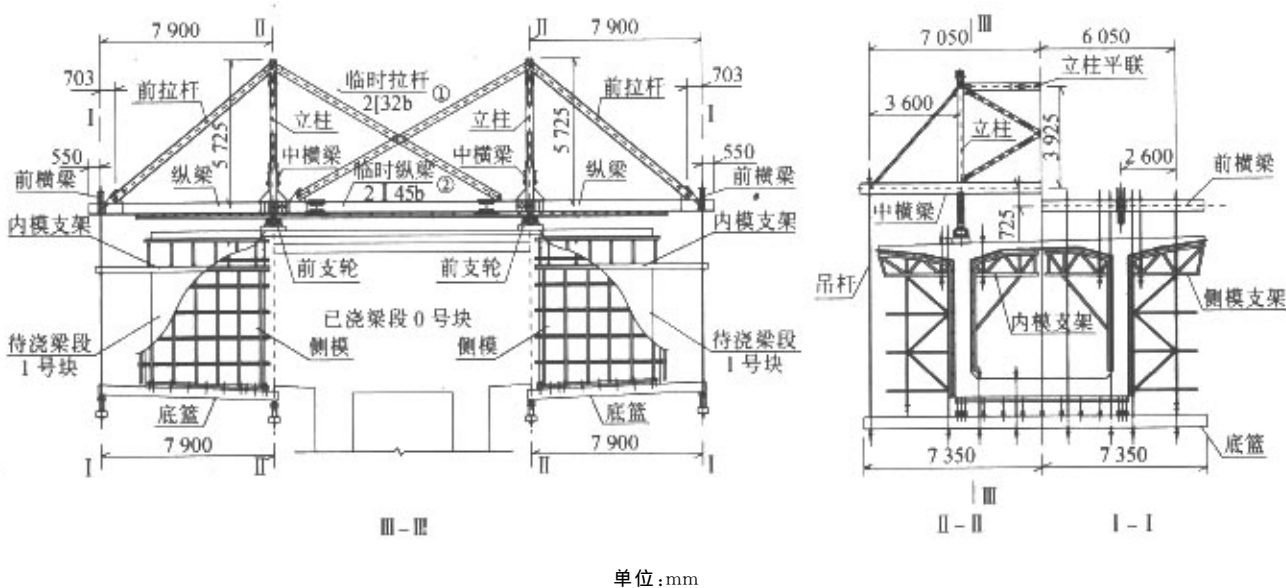 7 900
Ⅱ
Ⅱ
7 900
703
前拉杆
临时拉杆
2[32b
①
前拉杆
703
Ⅰ
5 725
立柱
立柱
5 725
Ⅰ
550
前横梁
纵梁
中横梁
中横梁
临时纵梁
2Ⅰ45b
②
纵梁
550
前横梁
内模支架
内模支架
前支轮
前支轮
已浇梁段 0 号块
待浇梁段
1 号块
侧模
侧模
待浇梁段
1 号块
底篮
底篮
7 900
7 900
Ⅰ
Ⅱ
Ⅱ
Ⅰ
Ⅲ-Ⅲ
Ⅲ
7 050
6 050
立柱平联
3 600
立柱
3 925
2 600
前横梁
中横梁
725
吊杆
内模支架
侧模支架
底篮
7 350
7 350
Ⅲ
Ⅱ-Ⅱ
Ⅰ-Ⅰ
单位:mm